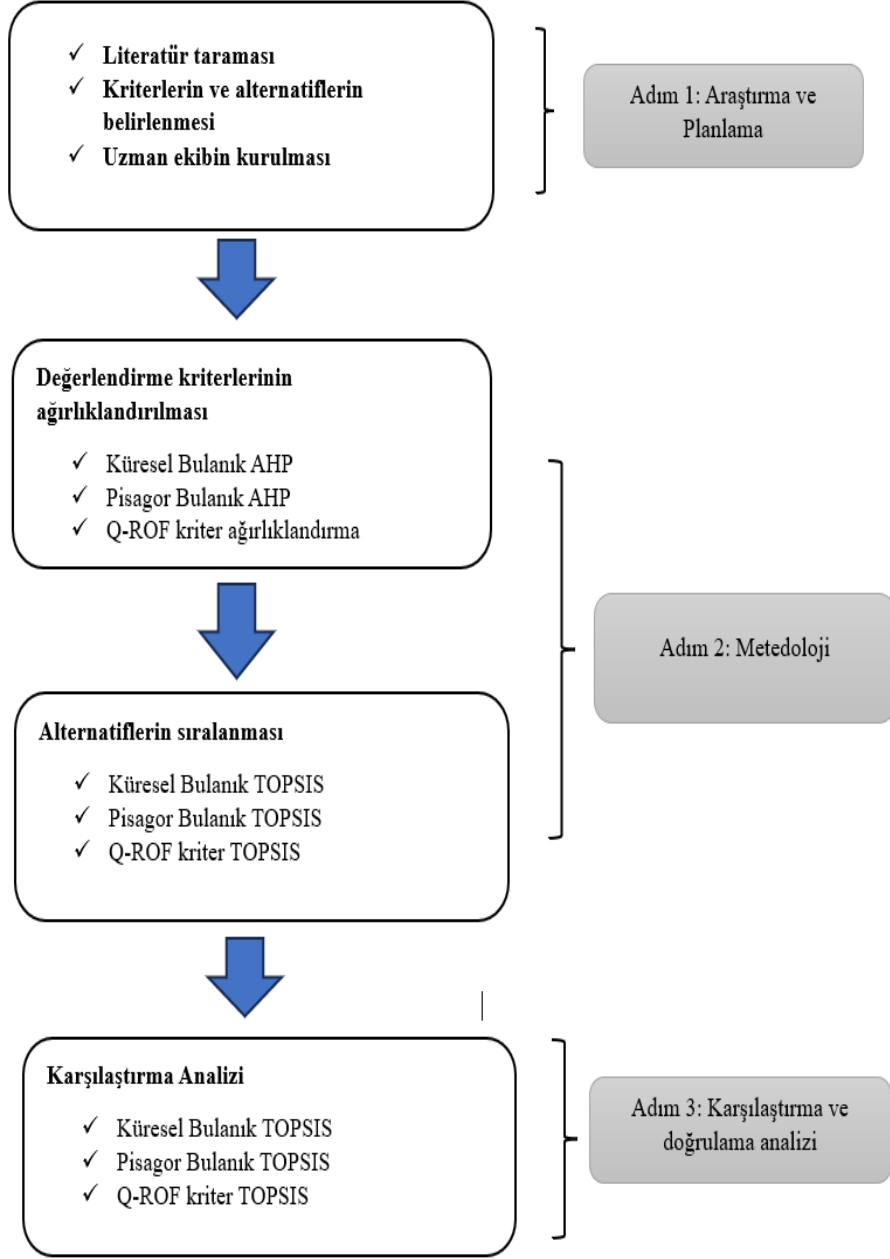 ✓ Literatür taraması
✓ Kriterlerin ve alternatiflerin
belirlenmesi
✓ Uzman ekibin kurulması
Adım 1: Araştırma ve
Planlama
Değerlendirme kriterlerinin
ağırlıklandırılması
✓ Küresel Bulanık AHP
✓ Pisagor Bulanık AHP
✓ Q-ROF kriter ağırlıklandırma
Adım 2: Metedoloji
Alternatiflerin sıralanması
✓ Küresel Bulanık TOPSIS
✓ Pisagor Bulanık TOPSIS
✓ Q-ROF kriter TOPSIS
Karşılaştırma Analizi
✓ Küresel Bulanık TOPSIS
✓ Pisagor Bulanık TOPSIS
✓ Q-ROF kriter TOPSIS
Adım 3: Karşılaştırma ve
doğrulama analizi